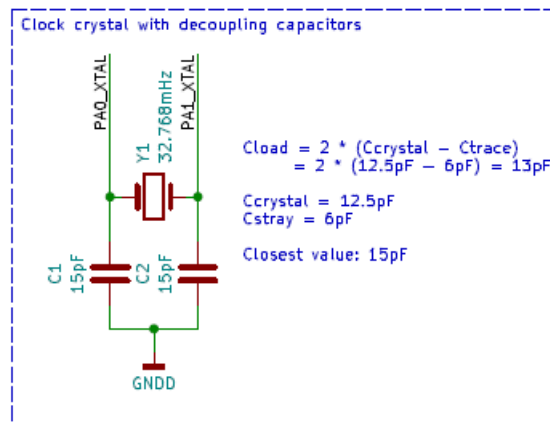 Clock crystal with decoupling capacitors
PA0_XTAL
PA1_XTAL
Y1
32.768mHz
Cload = 2 * (Ccrystal - Ctrace)
= 2 * (12.5pF - 6pF) = 13pF
Ccrystal = 12.5pF
Cstray = 6pF
Closest value: 15pF
C1
15pF
C2
15pF
GNDD